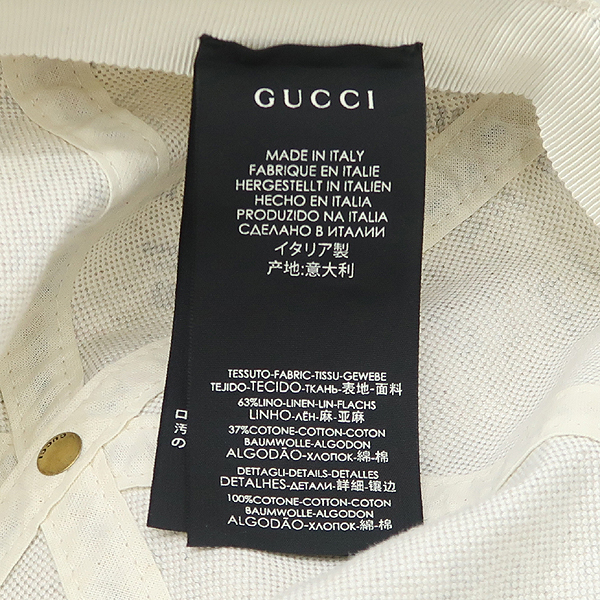 GUCCI
MADE IN ITALY
FABRIQUE EN ITALIE
HERGESTELLT IN ITALIEN
HECHO EN ITALIA
PRODUZIDO NA ITALIA
СДЕЛАНО В ИТАЛИИ
イタリア製
产地:意大利
TESSUTO-FABRIC-TISSU-GEWEBE
TEJIDO-TECIDO-ТКАНЬ-表地-面料
63%LINO-LINEN-LIN-FLACHS
LINHO-ЛЁН-麻-亚麻
37%COTONE-COTTON-COTON
BAUMWOLLE-ALGODON
ALGODÃO-ХЛОПОК-綿-棉
DETTAGLI-DETAILS-DETALLES
DETALHES-ДЕТАЛИ-詳細-镶边
100%COTONE-COTTON-COTON
BAUMWOLLE-ALGODON
ALGODÃO-ХЛОПОК-綿-棉
口
汚
の
GUCCI